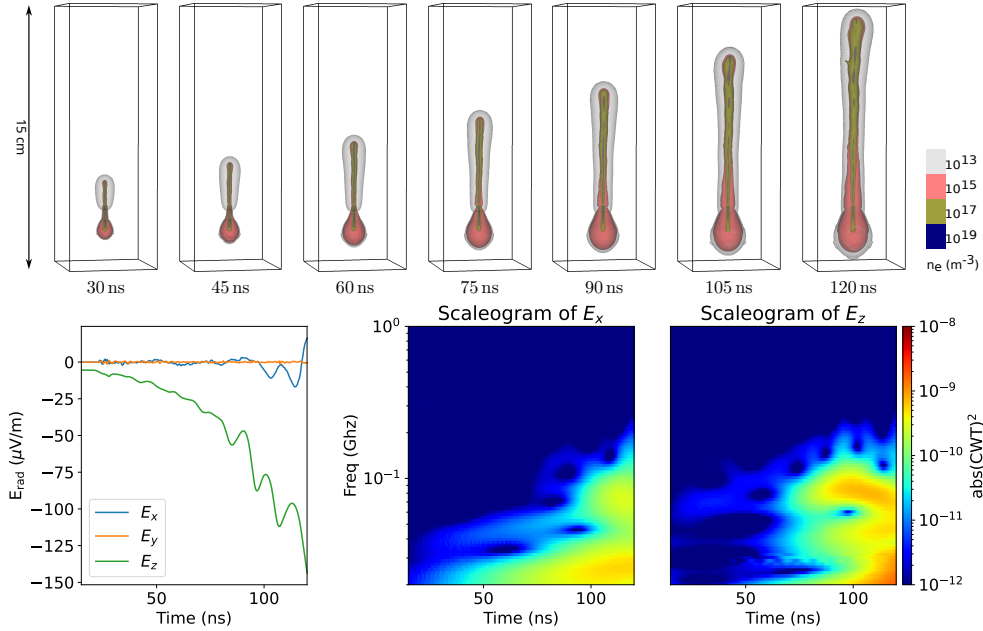 15 cm
30 ns
45 ns
60 ns
75 ns
90 ns
105 ns
120 ns
10^13
10^15
10^17
10^19
n_e (m^-3)
Scaleogram of E_x
Scaleogram of E_z
0
−25
−50
−75
−100
−125
−150
E_rad (μV/m)
E_x
E_y
E_z
50
100
Time (ns)
10^0
10^-1
Freq (Ghz)
50
100
Time (ns)
50
100
Time (ns)
10^-8
10^-9
10^-10
10^-11
10^-12
abs(CWT)^2